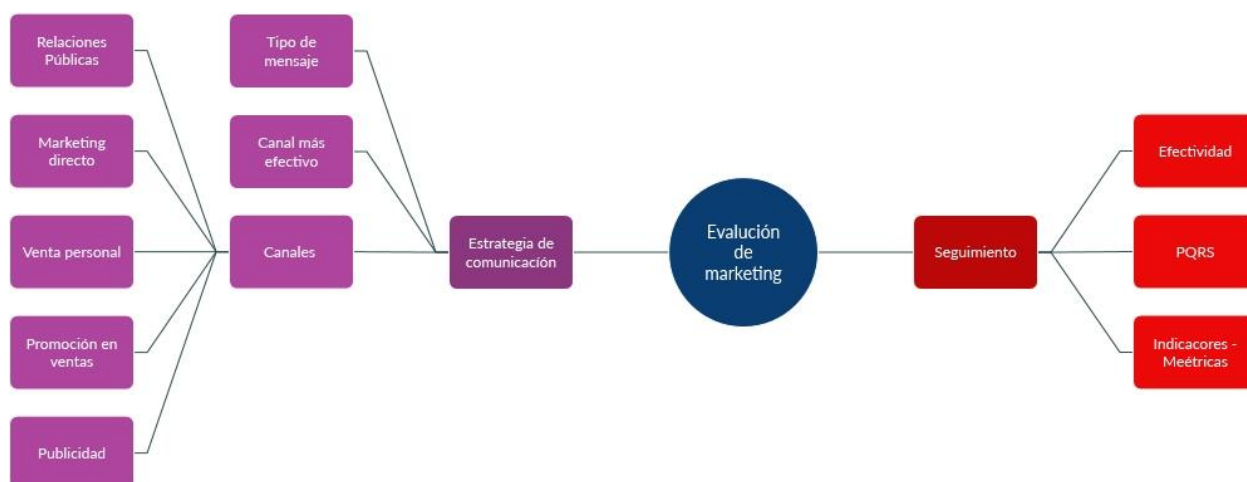 Relaciones
Públicas
Tipo de
mensaje
Marketing
directo
Canal más
efectivo
Efectividad
Venta personal
Canales
Estrategia de
comunicación
Evalución
de
marketing
Seguimiento
PQRS
Promoción en
ventas
Indicacores -
Meétricas
Publicidad